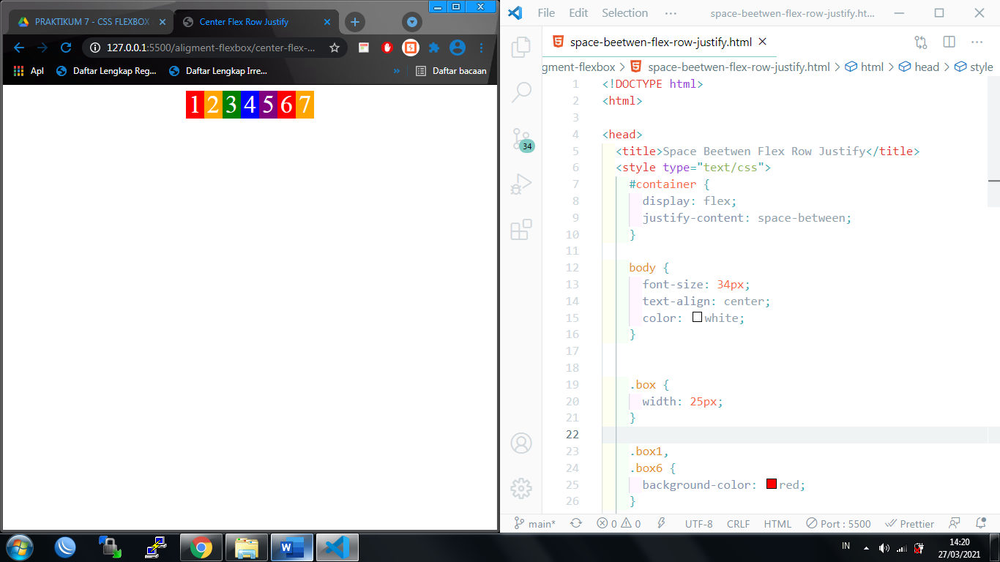 PRAKTIKUM 7 - CSS FLEXBOX
Center Flex Row Justify
127.0.0.1:5500/aligment-flexbox/center-flex-...
Apl
Daftar Lengkap Reg...
Daftar Lengkap Irre...
»
Daftar bacaan
1 2 3 4 5 6 7
File Edit Selection ...
space-beetwen-flex-row-justify.ht...
space-beetwen-flex-row-justify.html
gment-flexbox > space-beetwen-flex-row-justify.html > html > head > style
1 <!DOCTYPE html>
2 <html>
3
4 <head>
5 <title>Space Beetwen Flex Row Justify</title>
6 <style type="text/css">
7 #container {
8 display: flex;
9 justify-content: space-between;
10 }
11
12 body {
13 font-size: 34px;
14 text-align: center;
15 color: white;
16 }
17
18
19 .box {
20 width: 25px;
21 }
22
23 .box1,
24 .box6 {
25 background-color: red;
26 }
34
main* 0 0 UTF-8 CRLF HTML Port : 5500 Prettier
IN
14:20
27/03/2021